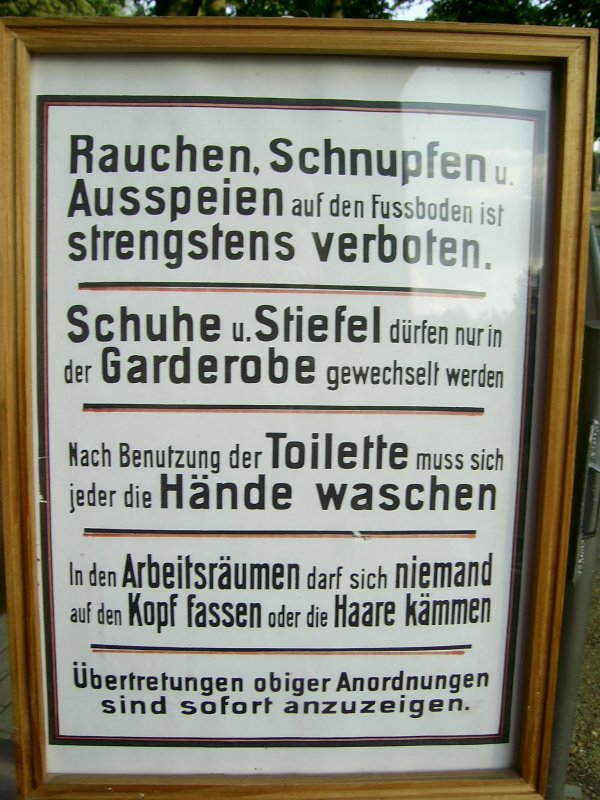 Rauchen, Schnupfen u.
Ausspeien auf den Fussboden ist
strengstens verboten.
Schuhe u. Stiefel dürfen nur in
der Garderobe gewechselt werden
Nach Benutzung der Toilette muss sich
jeder die Hände waschen
In den Arbeitsräumen darf sich niemand
auf den Kopf fassen oder die Haare kämmen
Übertretungen obiger Anordnungen
sind sofort anzuzeigen.